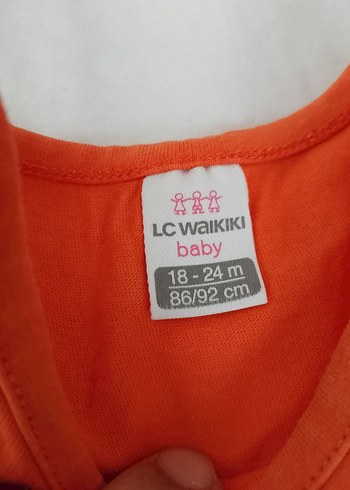 LC WAIKIKI
baby
18 - 24 m
86/92 cm